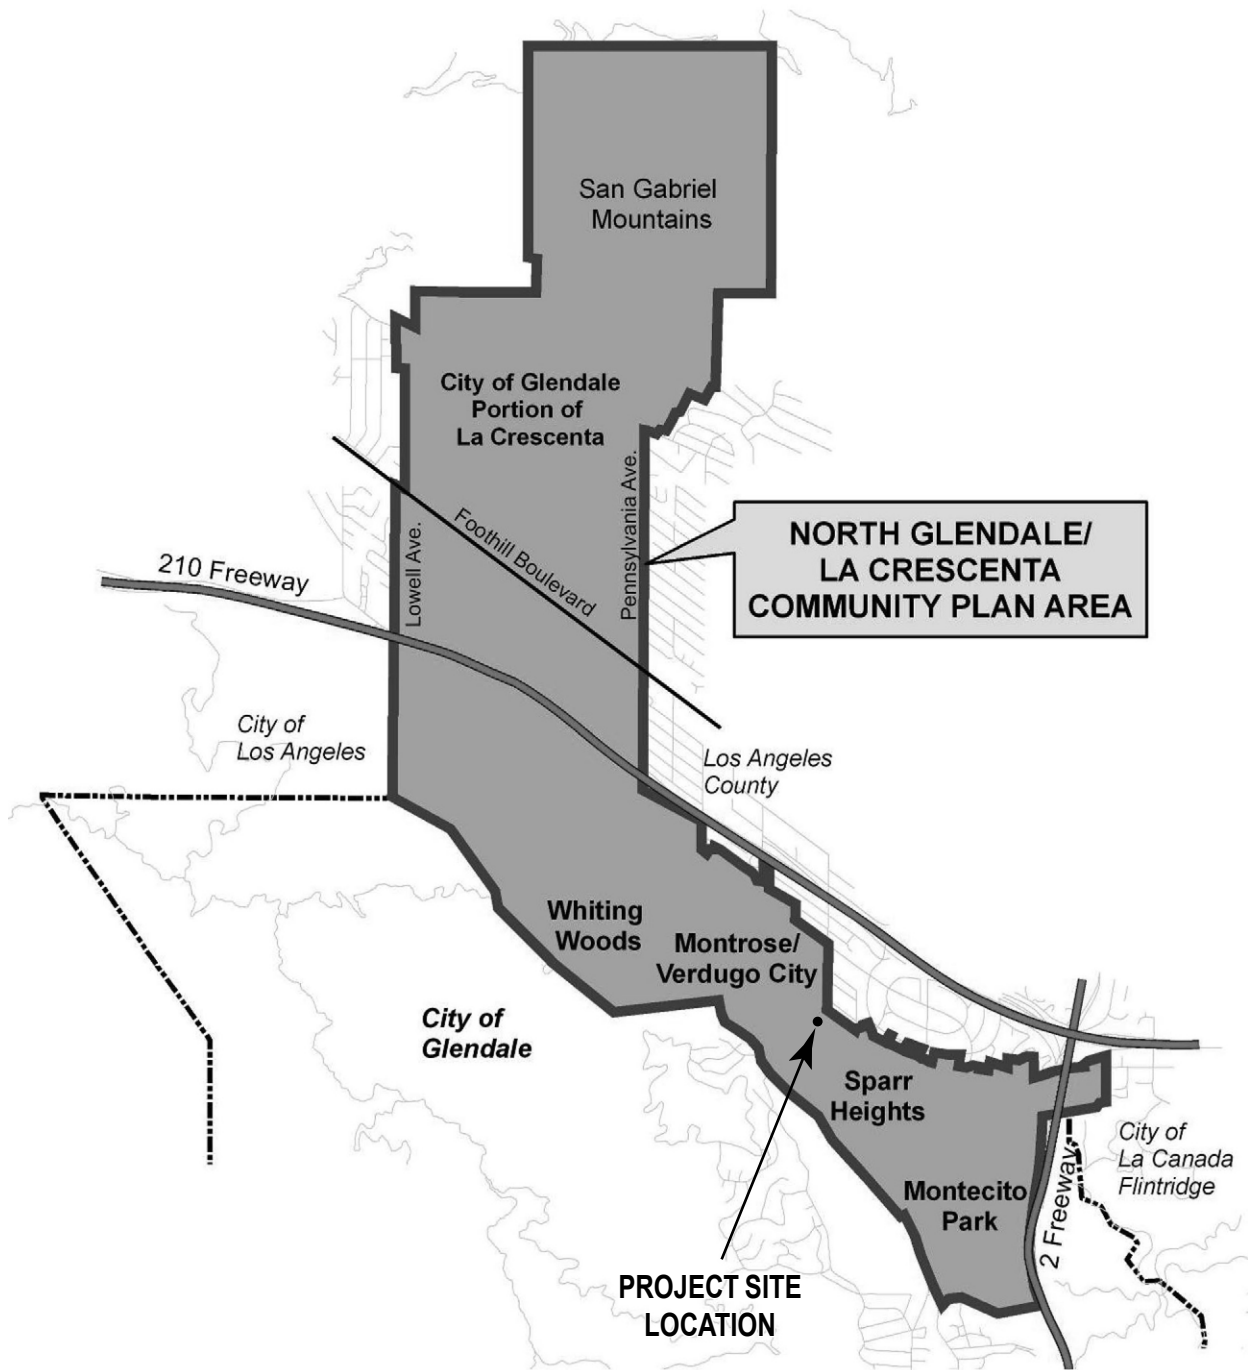 San Gabriel
Mountains
City of Glendale
Portion of
La Crescenta
Foothill Boulevard
Lowell Ave.
Pennsylvania Ave.
210 Freeway
NORTH GLENDALE/
LA CRESCENTA
COMMUNITY PLAN AREA
City of
Los Angeles
Los Angeles
County
Whiting
Woods
Montrose/
Verdugo City
City of
Glendale
Sparr
Heights
Montecito
Park
2 Freeway
City of
La Canada
Flintridge
PROJECT SITE
LOCATION